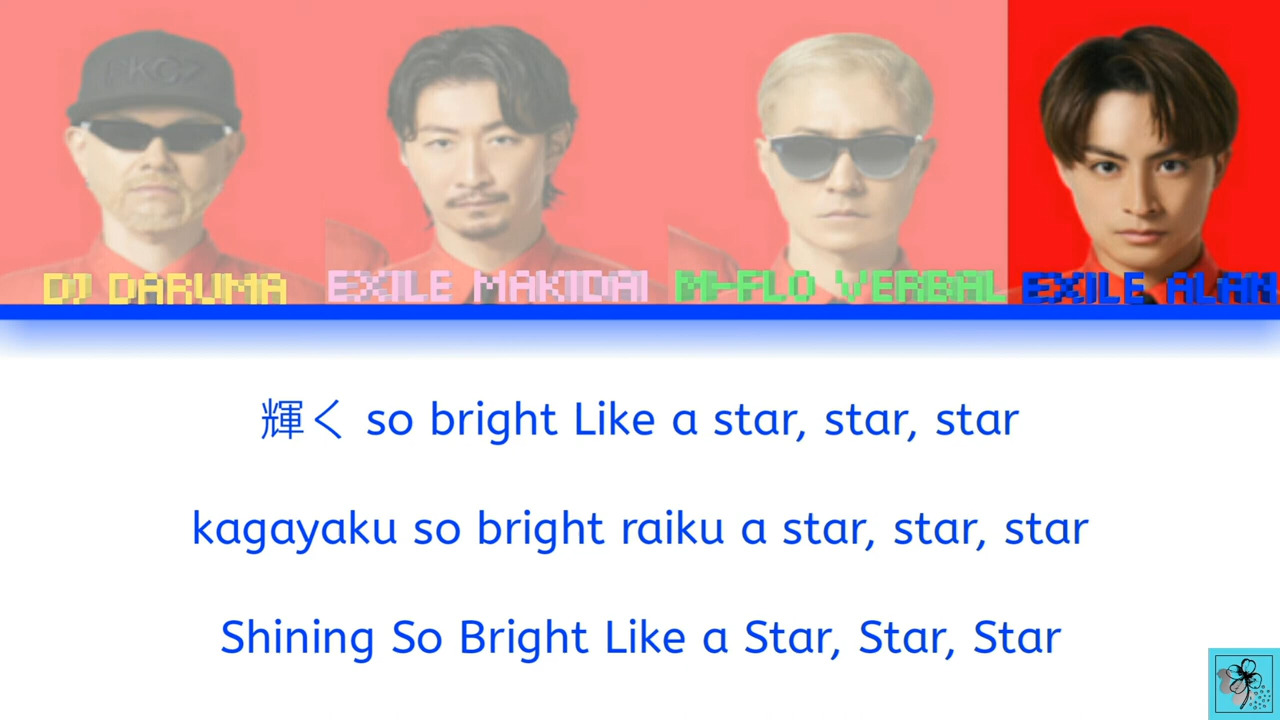 PKCZ
DJ DARUMA
EXILE MAKIDAI
M-FLO VERBAL
EXILE ALAN
輝く so bright Like a star, star, star
kagayaku so bright raiku a star, star, star
Shining So Bright Like a Star, Star, Star